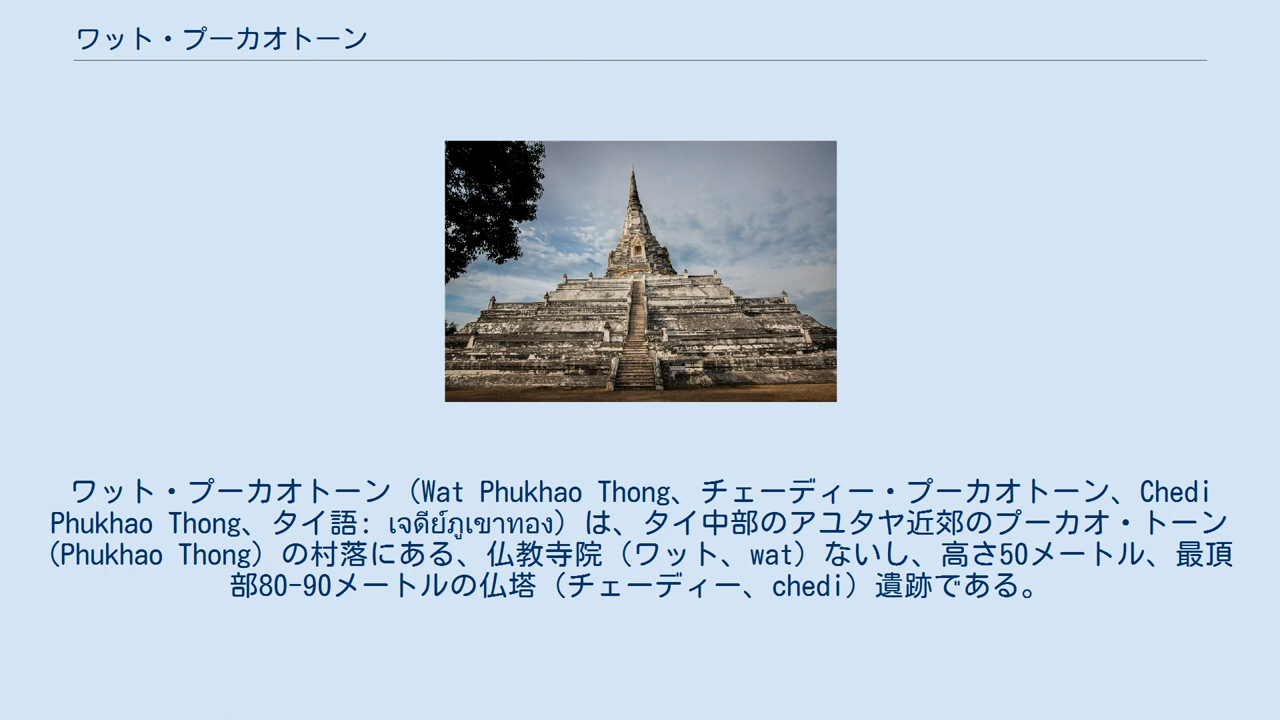 ワット・プーカオトーン
ワット・プーカオトーン（Wat Phukhao Thong、チェーディー・プーカオトーン、Chedi
Phukhao Thong、タイ語: เจดีย์ภูเขาทอง）は、タイ中部のアユタヤ近郊のプーカオ・トーン
(Phukhao Thong）の村落にある、仏教寺院（ワット、wat）ないし、高さ50メートル、最頂
部80-90メートルの仏塔（チェーディー、chedi）遺跡である。